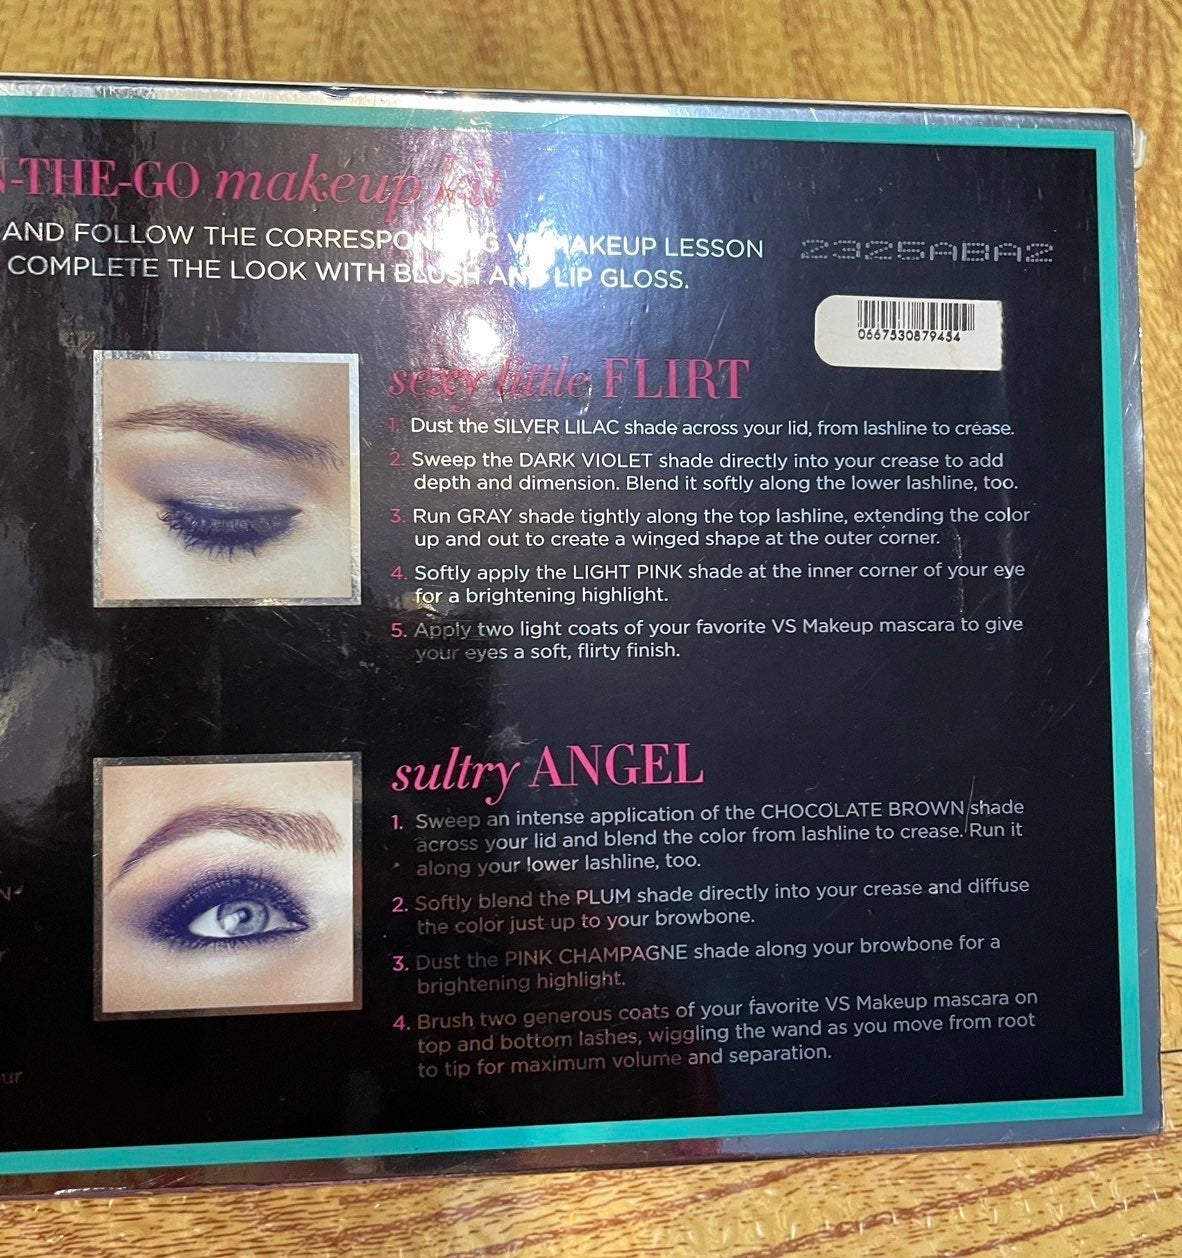 -THE-GO makeup kit
AND FOLLOW THE CORRESPONDING VS MAKEUP LESSON
COMPLETE THE LOOK WITH BLUSH AND LIP GLOSS.
2325ABA2
0667530879454
sexy little FLIRT
1. Dust the SILVER LILAC shade across your lid, from lashline to crease.
2. Sweep the DARK VIOLET shade directly into your crease to add
depth and dimension. Blend it softly along the lower lashline, too.
3. Run GRAY shade tightly along the top lashline, extending the color
up and out to create a winged shape at the outer corner.
4. Softly apply the LIGHT PINK shade at the inner corner of your eye
for a brightening highlight.
5. Apply two light coats of your favorite VS Makeup mascara to give
your eyes a soft, flirty finish.
sultry ANGEL
1. Sweep an intense application of the CHOCOLATE BROWN shade
across your lid and blend the color from lashline to crease. Run it
along your lower lashline, too.
2. Softly blend the PLUM shade directly into your crease and diffuse
the color just up to your browbone.
3. Dust the PINK CHAMPAGNE shade along your browbone for a
brightening highlight.
4. Brush two generous coats of your favorite VS Makeup mascara on
top and bottom lashes, wiggling the wand as you move from root
to tip for maximum volume and separation.